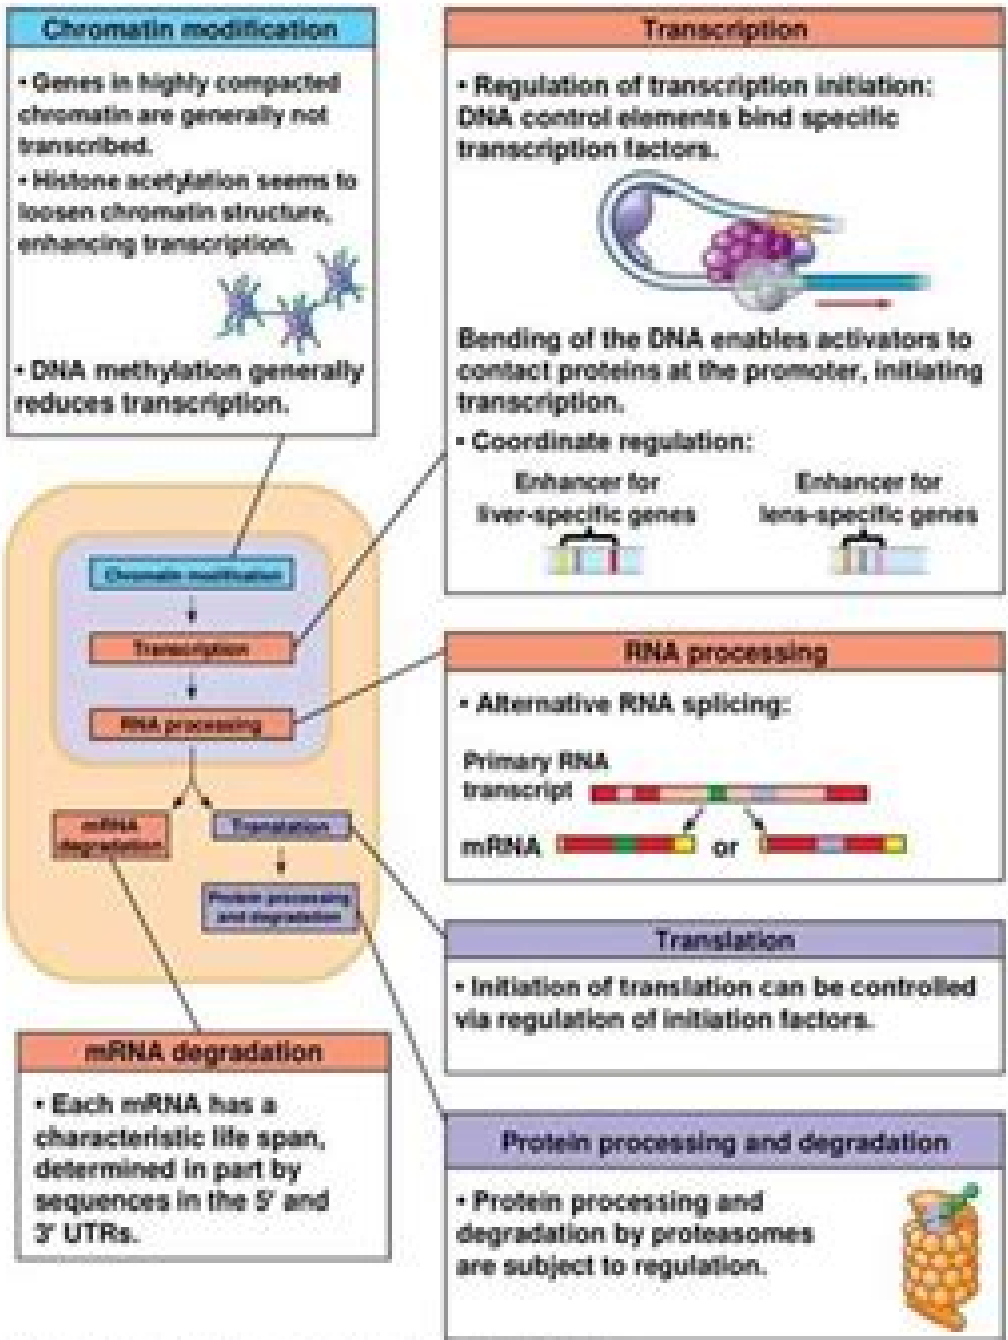 Chromatin modification
• Genes in highly compacted
chromatin are generally not
transcribed.
• Histone acetylation seems to
loosen chromatin structure,
enhancing transcription.
• DNA methylation generally
reduces transcription.
Transcription
• Regulation of transcription initiation:
DNA control elements bind specific
transcription factors.
Bending of the DNA enables activators to
contact proteins at the promoter, initiating
transcription.
• Coordinate regulation:
Enhancer for
liver-specific genes
Enhancer for
lens-specific genes
Chromatin modification
Transcription
RNA processing
mRNA
degradation
Translation
Protein processing
and degradation
RNA processing
• Alternative RNA splicing:
Primary RNA
transcript
mRNA
or
Translation
• Initiation of translation can be controlled
via regulation of initiation factors.
mRNA degradation
• Each mRNA has a
characteristic life span,
determined in part by
sequences in the 5' and
3' UTRs.
Protein processing and degradation
• Protein processing and
degradation by proteasomes
are subject to regulation.